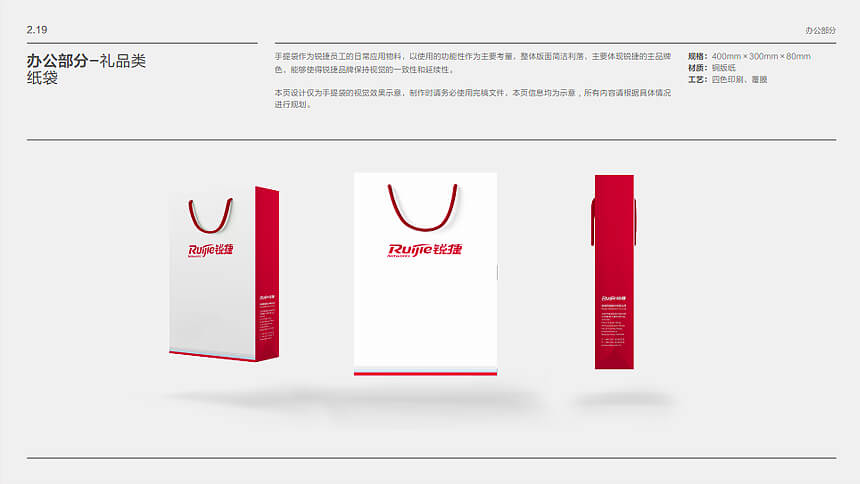 2.19
办公部分
办公部分–礼品类
纸袋
手提袋作为锐捷员工的日常应用物料，以使用的功能性作为主要考量，整体版面简洁利落，主要体现锐捷的主品牌
色，能够使得锐捷品牌保持视觉的一致性和延续性。
本页设计仅为手提袋的视觉效果示意，制作时请务必使用完稿文件，本页信息均为示意，所有内容请根据具体情况
进行规划。
规格：400mm×300mm×80mm
材质：铜版纸
工艺：四色印刷、覆膜
Ruijie锐捷
Networks
Ruijie锐捷
Networks
Ruijie锐捷
Ruijie锐捷